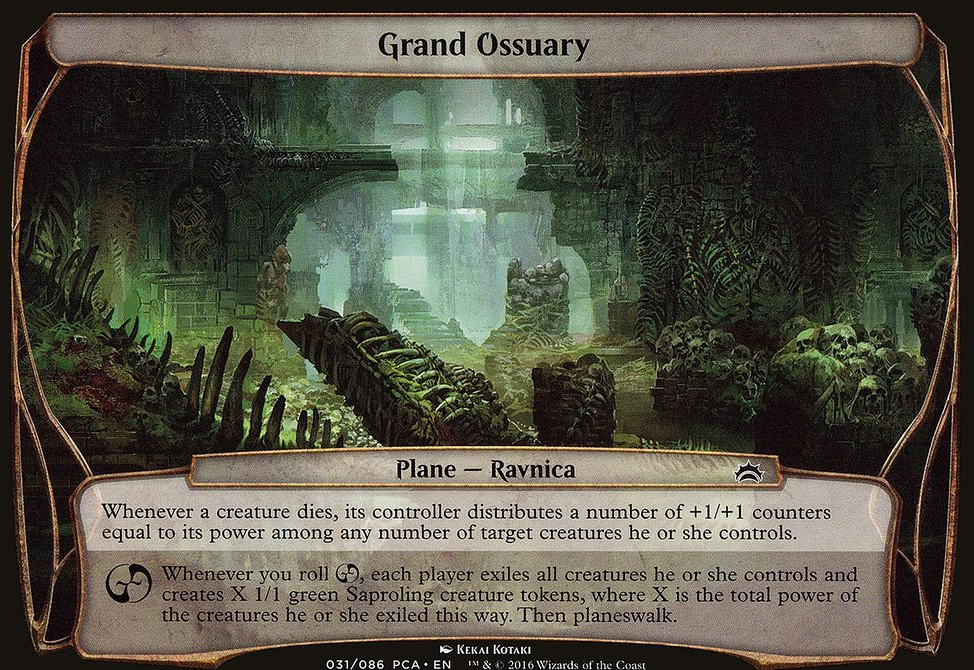 Grand Ossuary
Plane — Ravnica
Whenever a creature dies, its controller distributes a number of +1/+1 counters
equal to its power among any number of target creatures he or she controls.
Whenever you roll , each player exiles all creatures he or she controls and
creates X 1/1 green Saproling creature tokens, where X is the total power of
the creatures he or she exiled this way. Then planeswalk.
Kekai Kotaki
031/086 PCA • EN ™ & © 2016 Wizards of the Coast